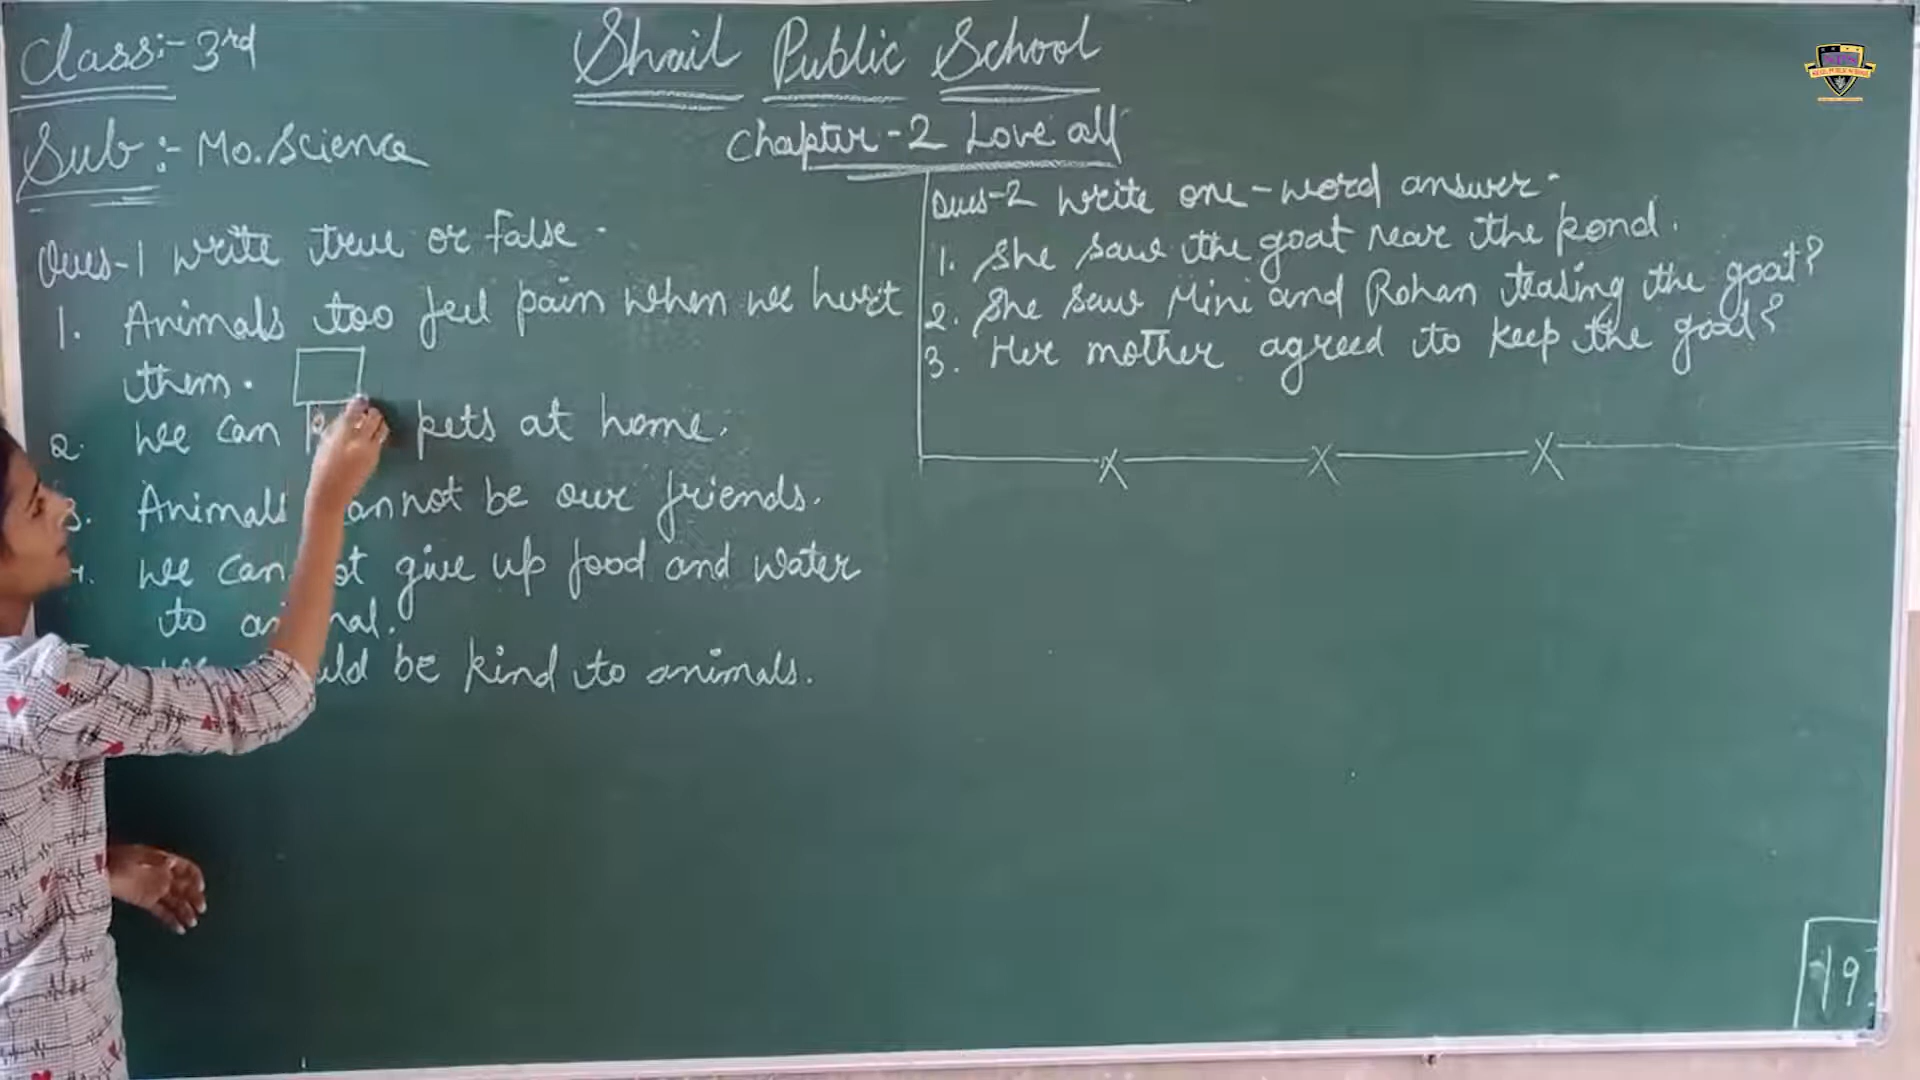 Class:- 3rd
Shail Public School
Sub:- Mo. Science
Chapter-2 Love all
Ques-1 write true or false.
1. Animals too feel pain when we hurt
them.
2. We can pets at home.
3. Animals cannot be our friends.
4. We cannot give up food and water
to animal.
be kind to animals.
Ques-2 write one-word answer.
1. She saw the goat near the pond.
2. She saw Mini and Rohan teasing the goat?
3. Her mother agreed to keep the goat?
19